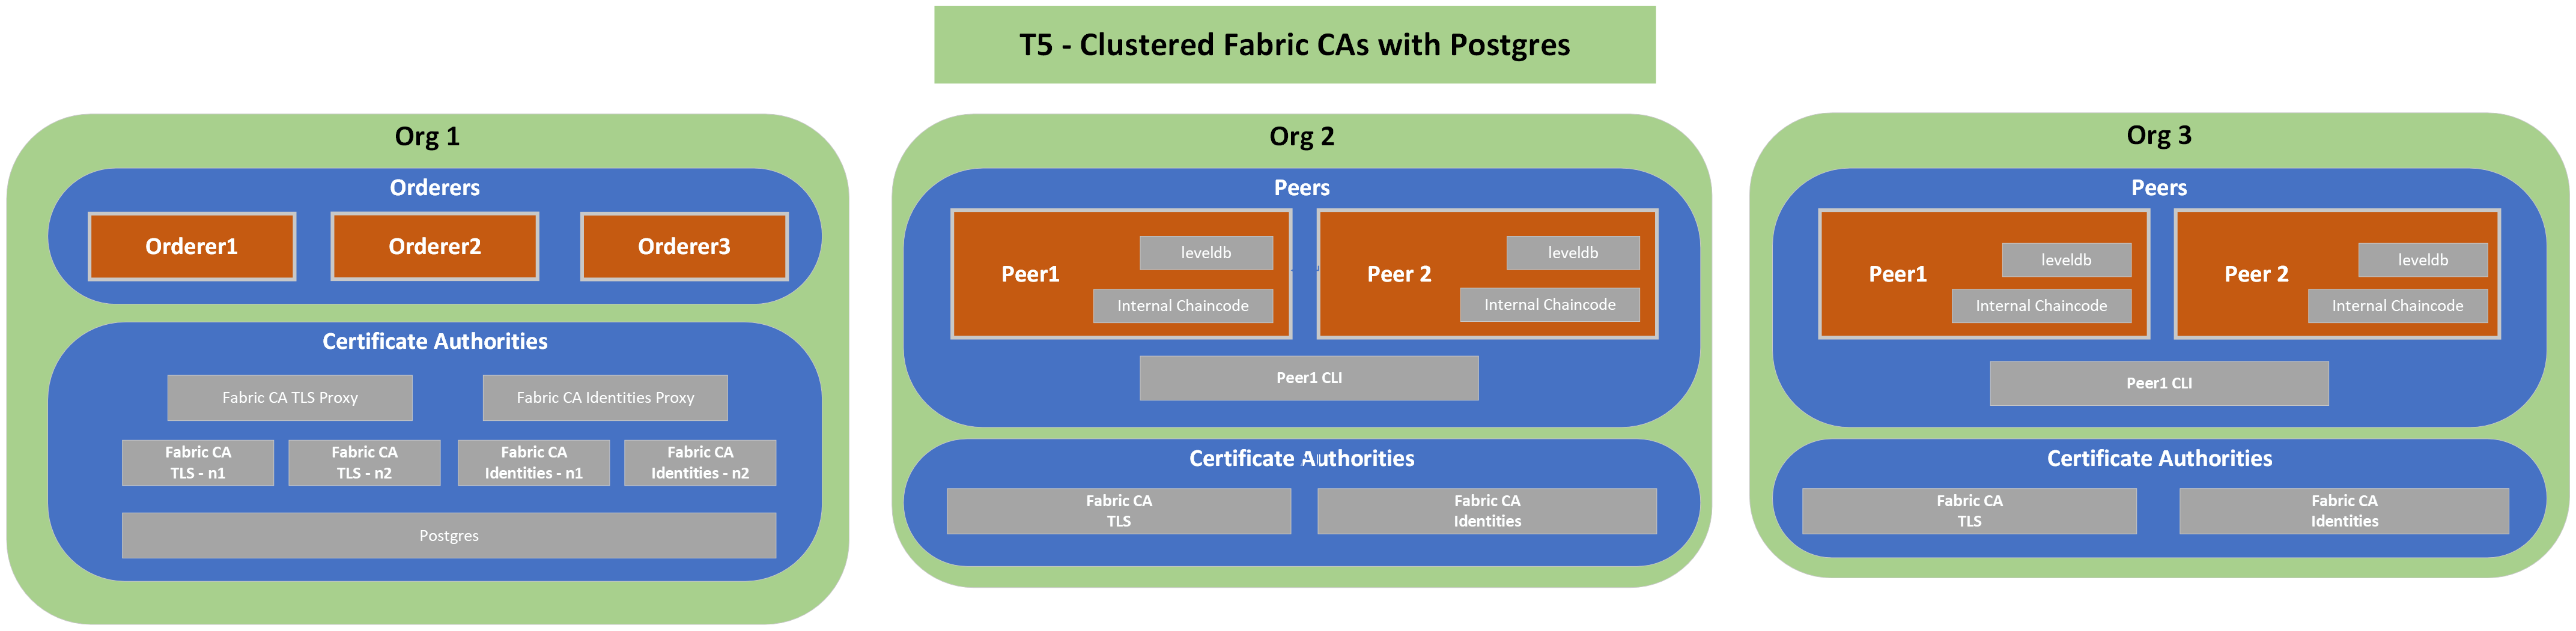 T5 - Clustered Fabric CAs with Postgres
Org 1
Orderers
Orderer1
Orderer2
Orderer3
Certificate Authorities
Fabric CA TLS Proxy
Fabric CA Identities Proxy
Fabric CA
TLS - n1
Fabric CA
TLS - n2
Fabric CA
Identities - n1
Fabric CA
Identities - n2
Postgres
Org 2
Peers
Peer1
leveldb
Internal Chaincode
Peer 2
leveldb
Internal Chaincode
Peer1 CLI
Certificate Authorities
Fabric CA
TLS
Fabric CA
Identities
Org 3
Peers
Peer1
leveldb
Internal Chaincode
Peer 2
leveldb
Internal Chaincode
Peer1 CLI
Certificate Authorities
Fabric CA
TLS
Fabric CA
Identities